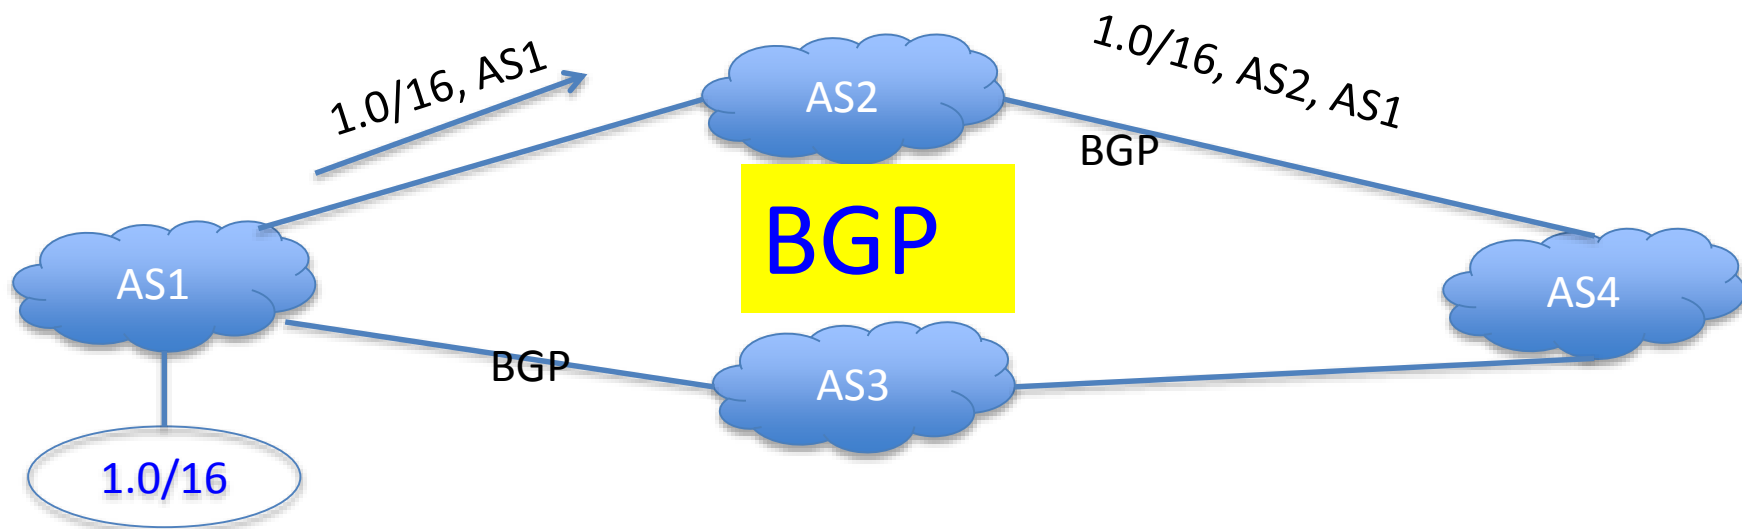 1.0/16, AS1
AS2
1.0/16, AS2, AS1
BGP
BGP
AS1
AS4
BGP
AS3
1.0/16